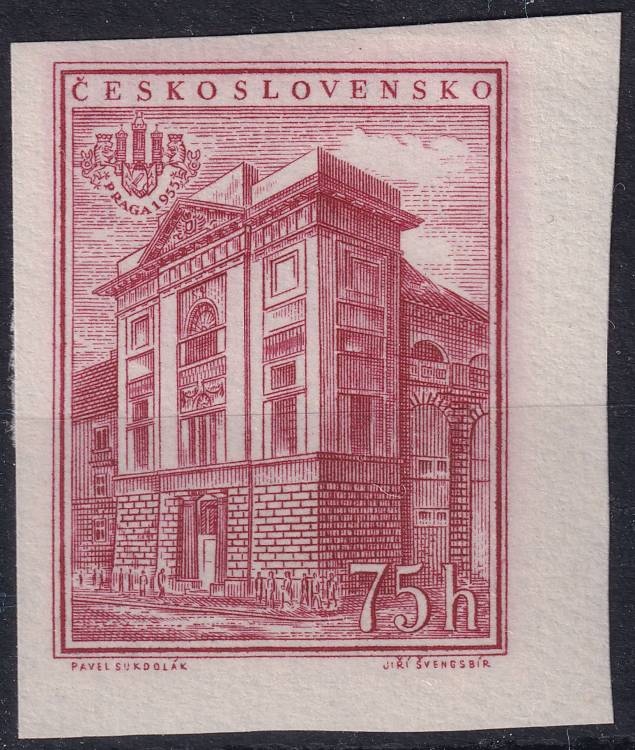 ČESKOSLOVENSKO
PRAGA 1955
75h
PAVEL SUKDOLÁK JIŘÍ ŠVENGSBÍR